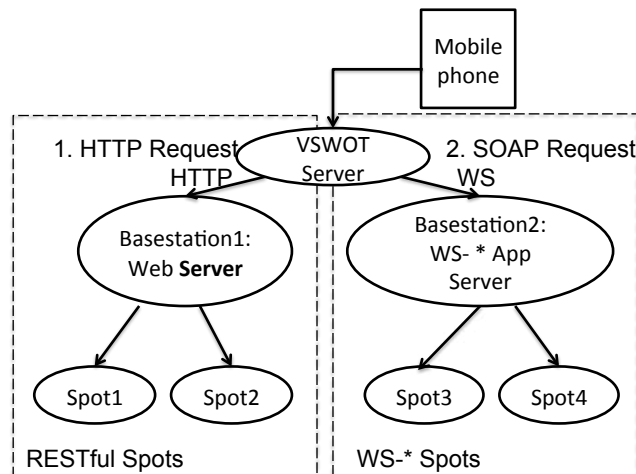 Mobile
phone
1. HTTP Request
VSWOT
Server
2. SOAP Request
HTTP
WS
Basestation1:
Web Server
Basestation2:
WS- * App
Server
Spot1
Spot2
Spot3
Spot4
RESTful Spots
WS-* Spots